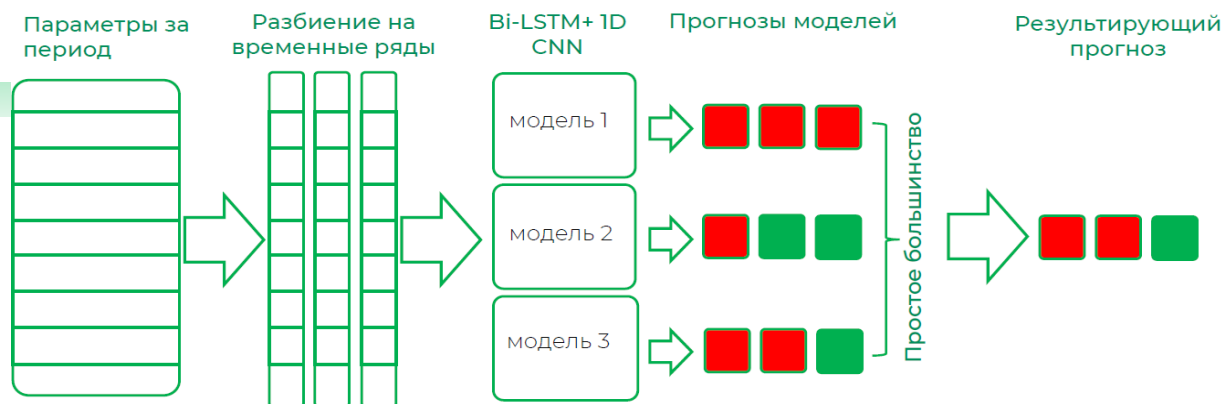 Параметры за
период
Разбиение на
временные ряды
Bi-LSTM+ 1D
CNN
Прогнозы моделей
Результирующий
прогноз
модель 1
модель 2
модель 3
Простое большинство